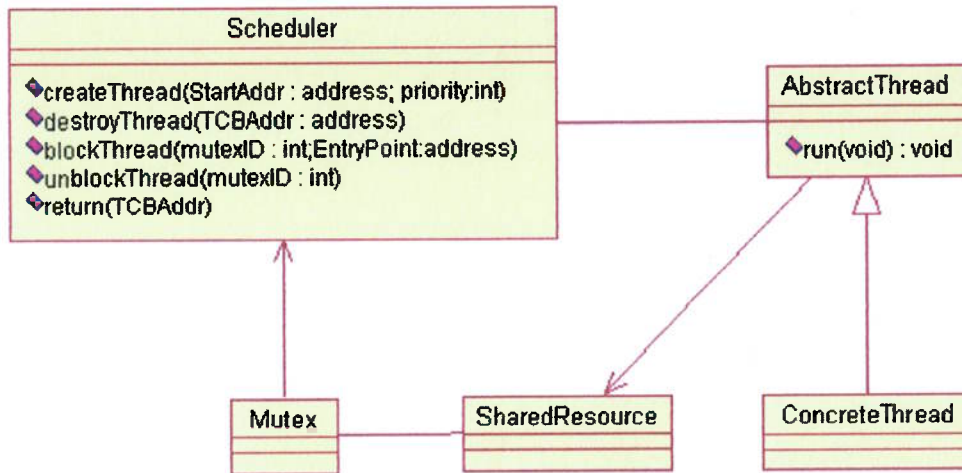 Scheduler
createThread(StartAddr : address; priority:int)
destroyThread(TCBAddr : address)
blockThread(mutexID : int;EntryPoint:address)
unblockThread(mutexID : int)
return(TCBAddr)
AbstractThread
run(void) : void
Mutex
SharedResource
ConcreteThread